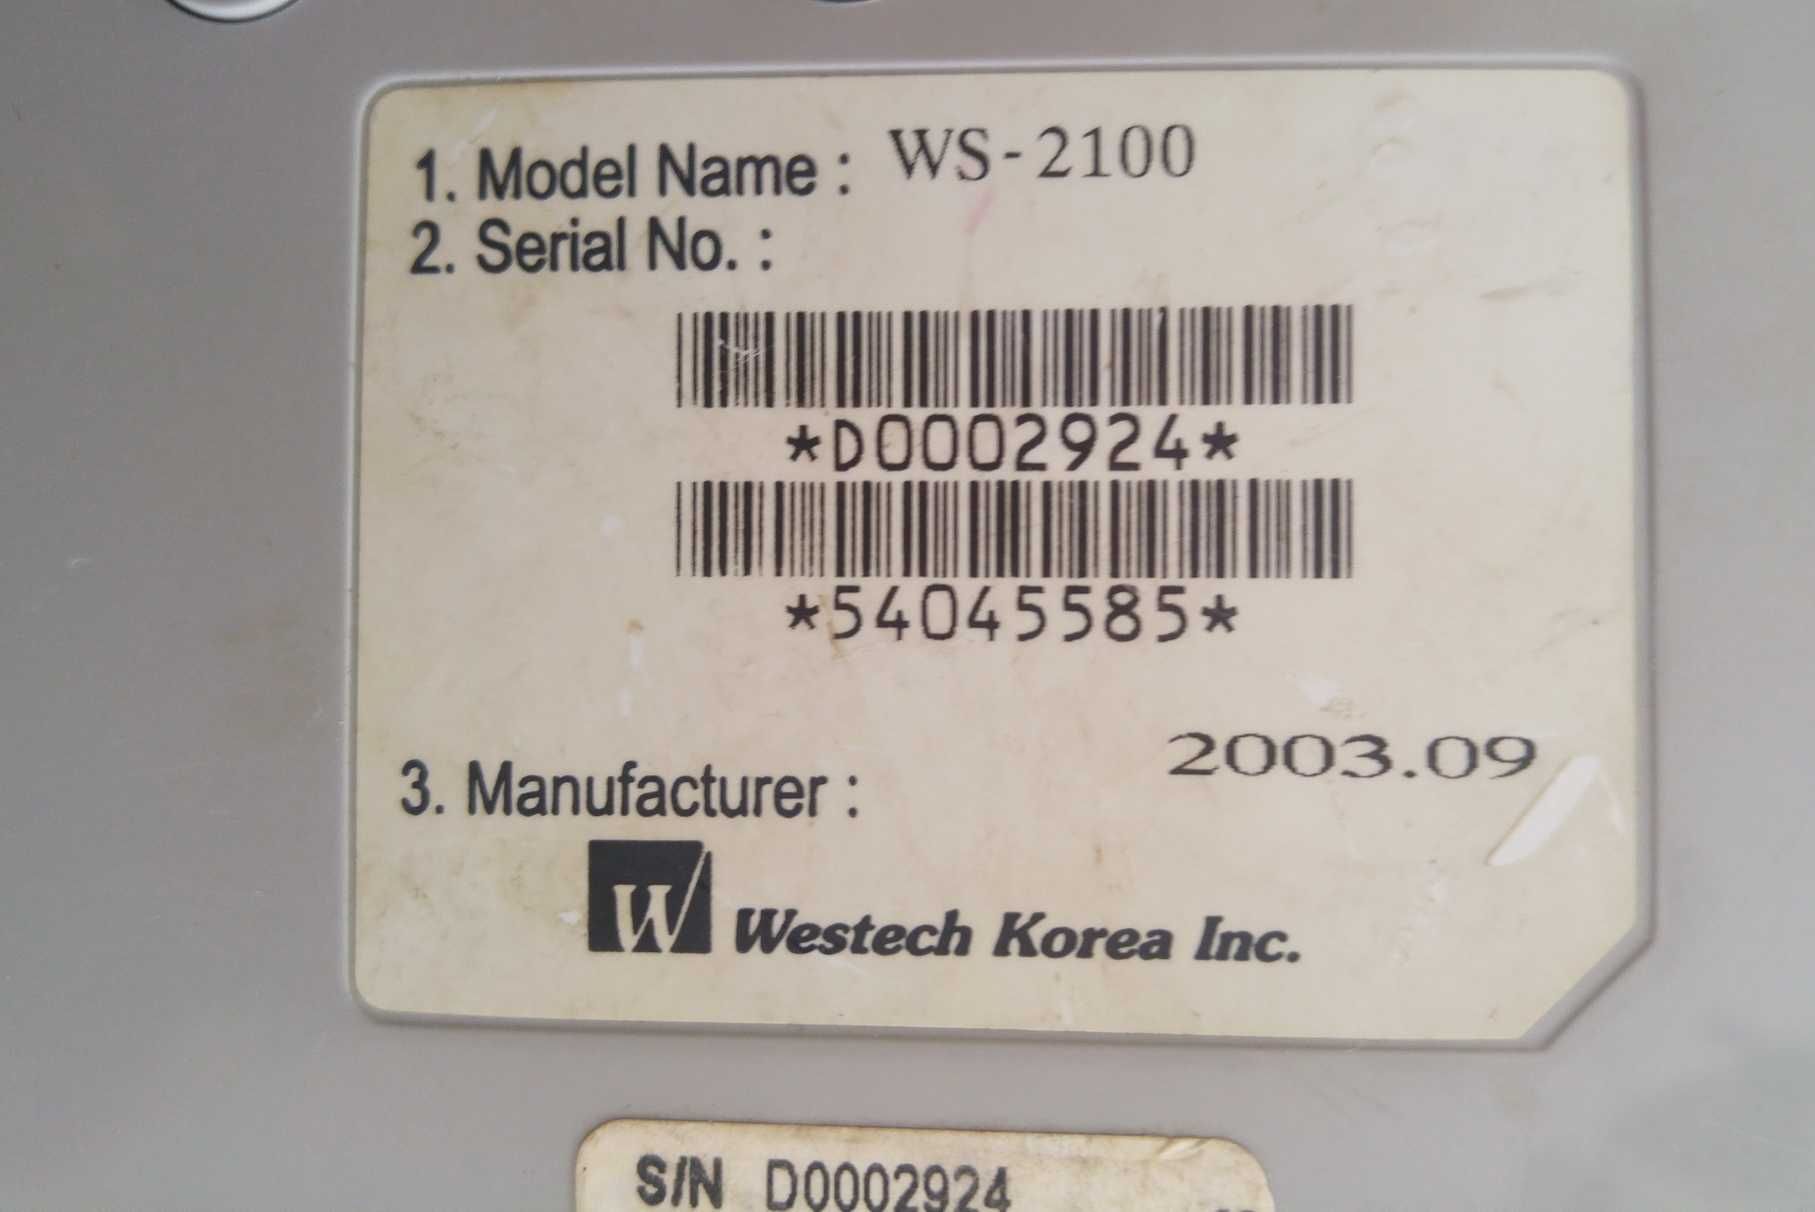 1. Model Name : WS-2100
2. Serial No. :
*D0002924*
*54045585*
2003.09
3. Manufacturer :
W Westech Korea Inc.
S/N D0002924